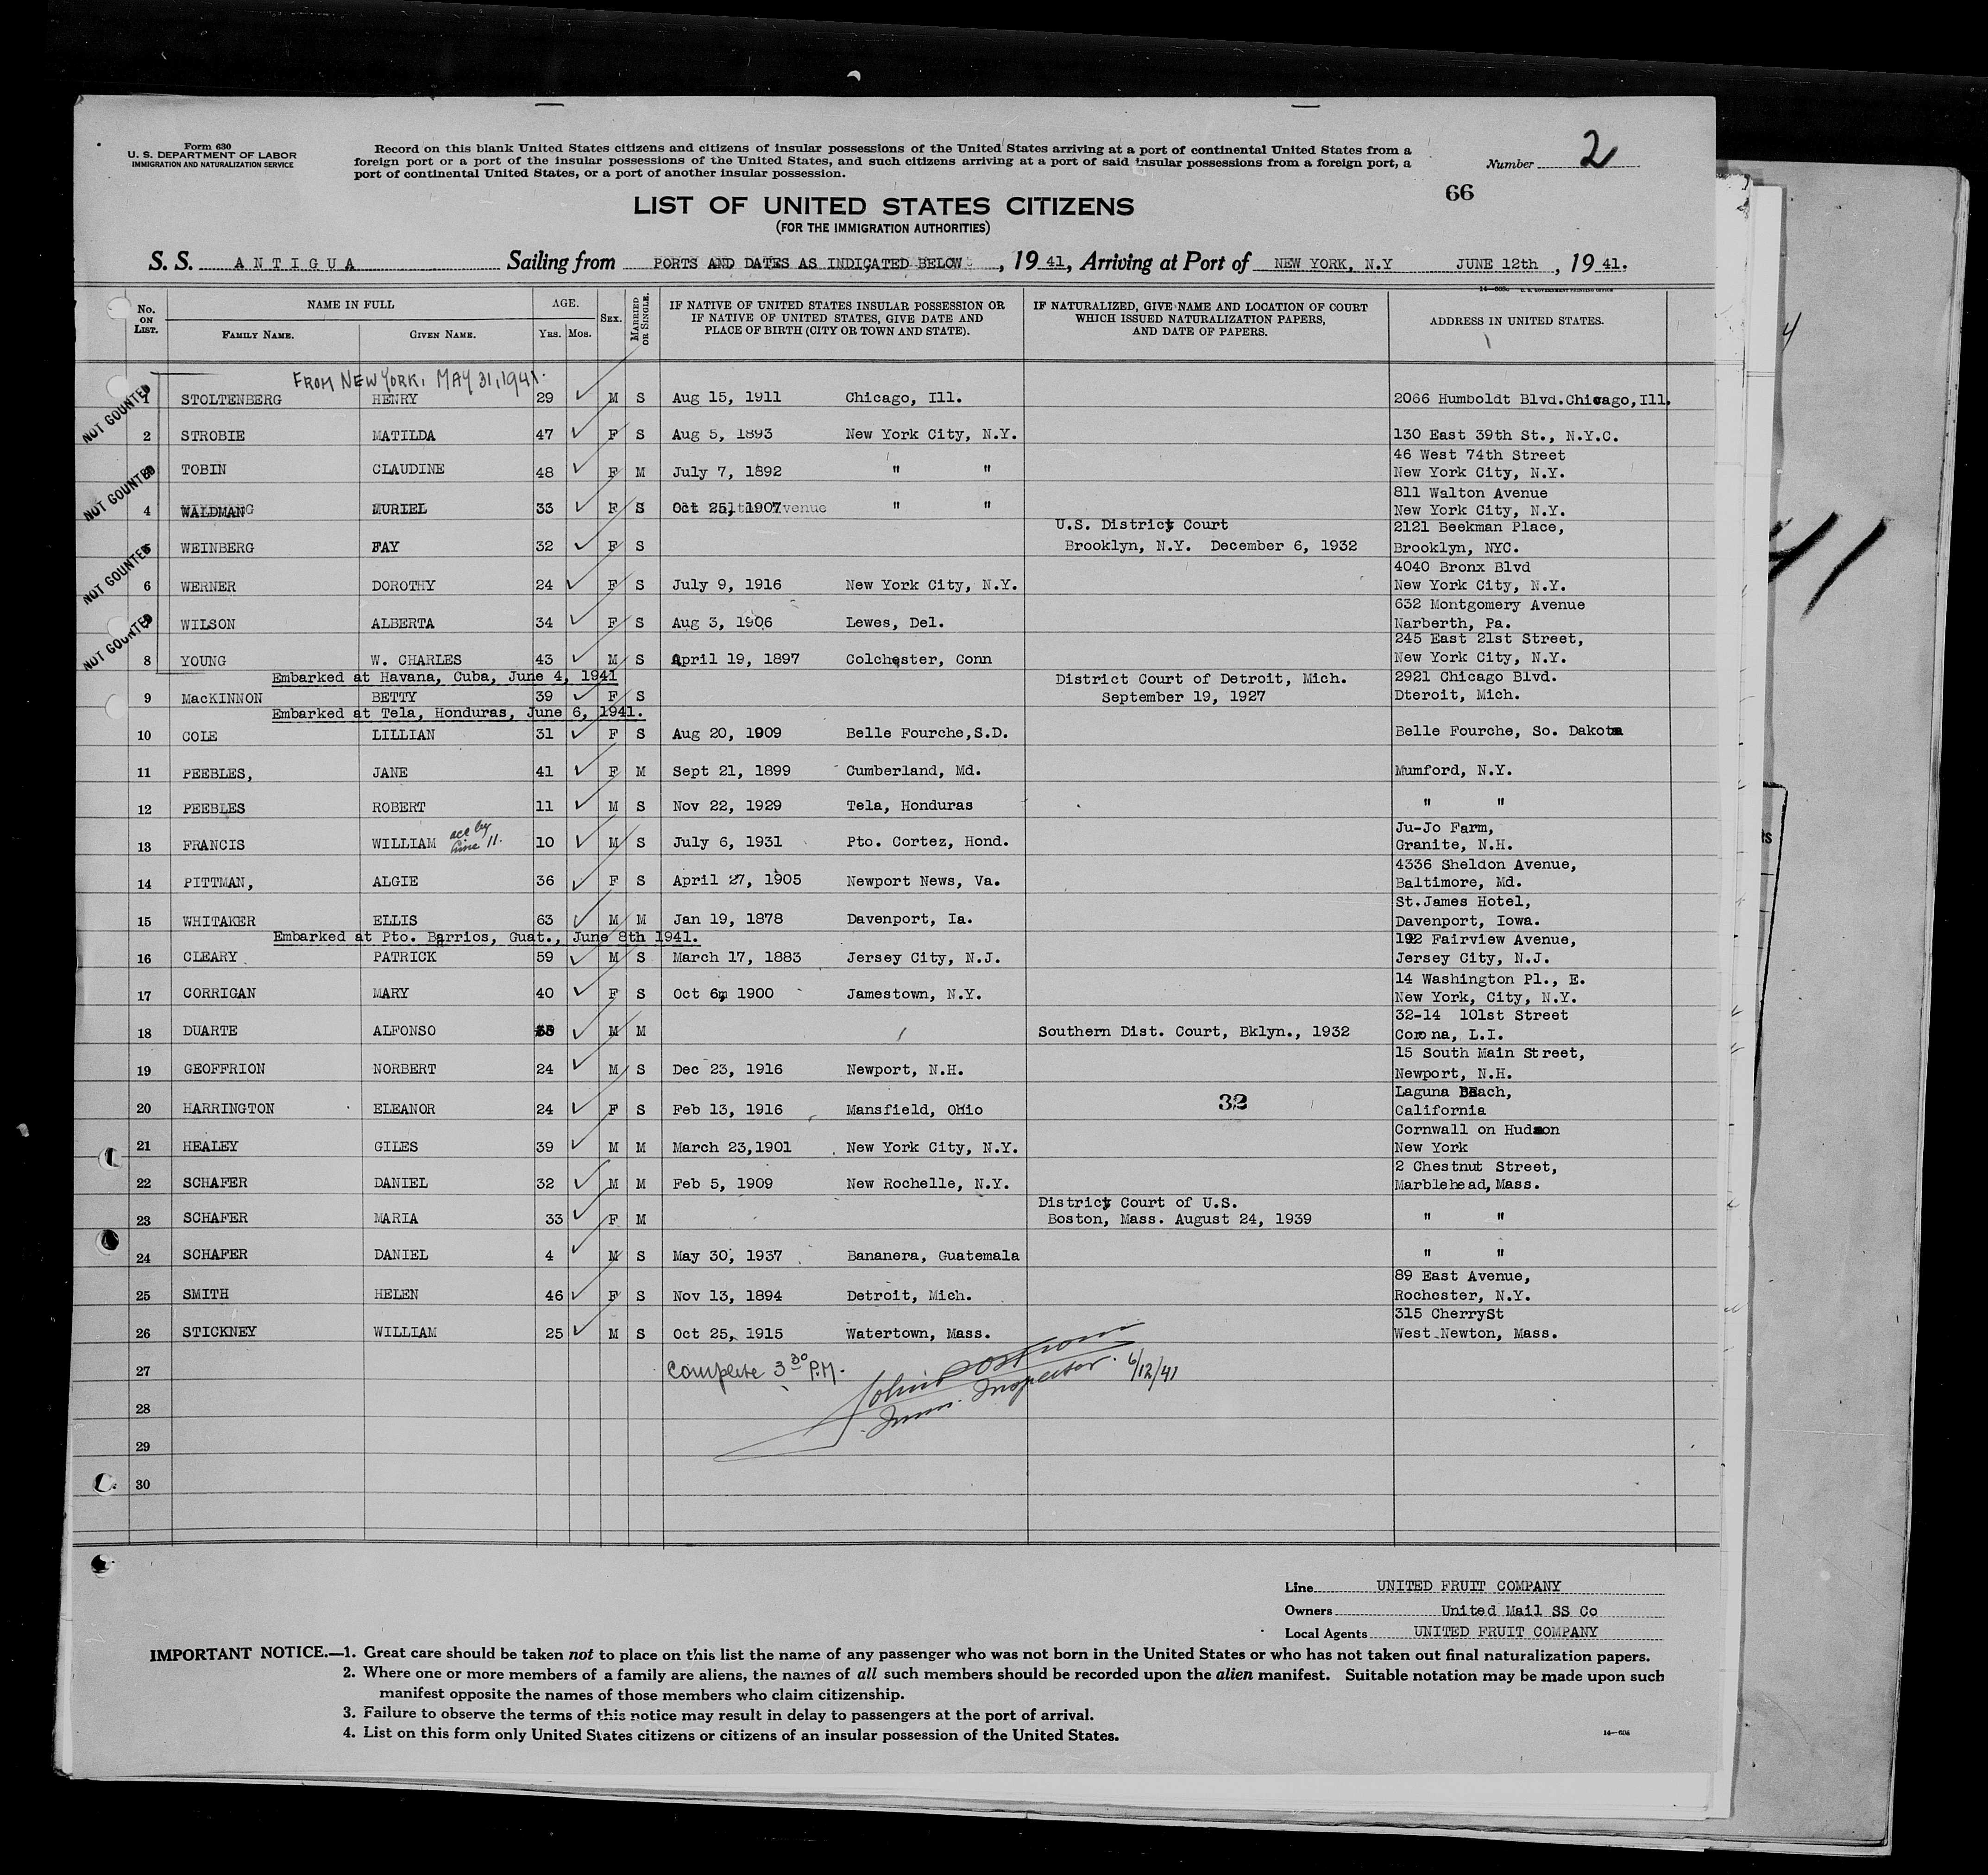 Form 630
U. S. DEPARTMENT OF LABOR
IMMIGRATION AND NATURALIZATION SERVICE
Record on this blank United States citizens and citizens of insular possessions of the United States arriving at a port of continental United States from a
foreign port or a port of the insular possessions of the United States, and such citizens arriving at a port of said insular possessions from a foreign port, a
port of continental United States, or a port of another insular possession.
Number 2
66
LIST OF UNITED STATES CITIZENS
(FOR THE IMMIGRATION AUTHORITIES)
S. S. ANTIGUA Sailing from PORTS AND DATES AS INDICATED BELOW, 1941, Arriving at Port of NEW YORK, N.Y JUNE 12th, 1941.
No. ON LIST. NAME IN FULL FAMILY NAME. GIVEN NAME. AGE. YRS. MOS. SEX. MARRIED OR SINGLE. IF NATIVE OF UNITED STATES INSULAR POSSESSION OR IF NATIVE OF UNITED STATES, GIVE DATE AND PLACE OF BIRTH (CITY OR TOWN AND STATE). IF NATURALIZED, GIVE NAME AND LOCATION OF COURT WHICH ISSUED NATURALIZATION PAPERS, AND DATE OF PAPERS. ADDRESS IN UNITED STATES.
FROM NEW YORK, MAY 31, 1941.
NOT COUNTED
1 STOLTENBERG HENRY 29 M S Aug 15, 1911 Chicago, Ill. 2066 Humboldt Blvd.Chicago,Ill.
2 STROBIE MATILDA 47 F S Aug 5, 1893 New York City, N.Y. 130 East 39th St., N.Y.C.
NOT COUNTED
TOBIN CLAUDINE 48 F M July 7, 1892 " " 46 West 74th Street New York City, N.Y.
4 WALDMAN MURIEL 33 F S Oct 25, 1907 " " 811 Walton Avenue New York City, N.Y.
NOT COUNTED
WEINBERG FAY 32 F S U.S. District Court Brooklyn, N.Y. December 6, 1932 2121 Beekman Place, Brooklyn, NYC.
6 WERNER DOROTHY 24 F S July 9, 1916 New York City, N.Y. 4040 Bronx Blvd New York City, N.Y.
NOT COUNTED
7 WILSON ALBERTA 34 F S Aug 3, 1906 Lewes, Del. 632 Montgomery Avenue Narberth, Pa.
8 YOUNG W. CHARLES 43 M S April 19, 1897 Colchester, Conn 245 East 21st Street, New York City, N.Y.
Embarked at Havana, Cuba, June 4, 1941
9 MacKINNON BETTY 39 F S District Court of Detroit, Mich. September 19, 1927 2921 Chicago Blvd. Dteroit, Mich.
Embarked at Tela, Honduras, June 6, 1941.
10 COLE LILLIAN 31 F S Aug 20, 1909 Belle Fourche,S.D. Belle Fourche, So. Dakota
11 PEEBLES, JANE 41 F M Sept 21, 1899 Cumberland, Md. Mumford, N.Y.
12 PEEBLES ROBERT 11 M S Nov 22, 1929 Tela, Honduras " "
13 FRANCIS WILLIAM acc by line 11. 10 M S July 6, 1931 Pto. Cortez, Hond. Ju-Jo Farm, Granite, N.H.
14 PITTMAN, ALGIE 36 F S April 27, 1905 Newport News, Va. 4336 Sheldon Avenue, Baltimore, Md.
15 WHITAKER ELLIS 63 M M Jan 19, 1878 Davenport, Ia. St.James Hotel, Davenport, Iowa.
Embarked at Pto. Barrios, Guat., June 8th 1941.
16 CLEARY PATRICK 59 M S March 17, 1883 Jersey City, N.J. 192 Fairview Avenue, Jersey City, N.J.
17 CORRIGAN MARY 40 F S Oct 6, 1900 Jamestown, N.Y. 14 Washington Pl., E. New York, City, N.Y.
18 DUARTE ALFONSO M M Southern Dist. Court, Bklyn., 1932 32-14 101st Street Corona, L.I.
19 GEOFFRION NORBERT 24 M S Dec 23, 1916 Newport, N.H. 15 South Main Street, Newport, N.H.
20 HARRINGTON ELEANOR 24 F S Feb 13, 1916 Mansfield, Ohio 32 Laguna Beach, California
21 HEALEY GILES 39 M M March 23,1901 New York City, N.Y. Cornwall on Hudson New York
22 SCHAFER DANIEL 32 M M Feb 5, 1909 New Rochelle, N.Y. 2 Chestnut Street, Marblehead, Mass.
23 SCHAFER MARIA 33 F M District Court of U.S. Boston, Mass. August 24, 1939 " "
24 SCHAFER DANIEL 4 M S May 30, 1937 Bananera, Guatemala " "
25 SMITH HELEN 46 F S Nov 13, 1894 Detroit, Mich. 89 East Avenue, Rochester, N.Y.
26 STICKNEY WILLIAM 25 M S Oct 25, 1915 Watertown, Mass. 315 CherrySt West Newton, Mass.
27 Complete 3 30 P.M. John Immn. Inspector. 6/12/41
28
29
30
Line UNITED FRUIT COMPANY
Owners United Mail SS Co
Local Agents UNITED FRUIT COMPANY
IMPORTANT NOTICE.—1. Great care should be taken not to place on this list the name of any passenger who was not born in the United States or who has not taken out final naturalization papers.
2. Where one or more members of a family are aliens, the names of all such members should be recorded upon the alien manifest. Suitable notation may be made upon such
manifest opposite the names of those members who claim citizenship.
3. Failure to observe the terms of this notice may result in delay to passengers at the port of arrival.
4. List on this form only United States citizens or citizens of an insular possession of the United States.